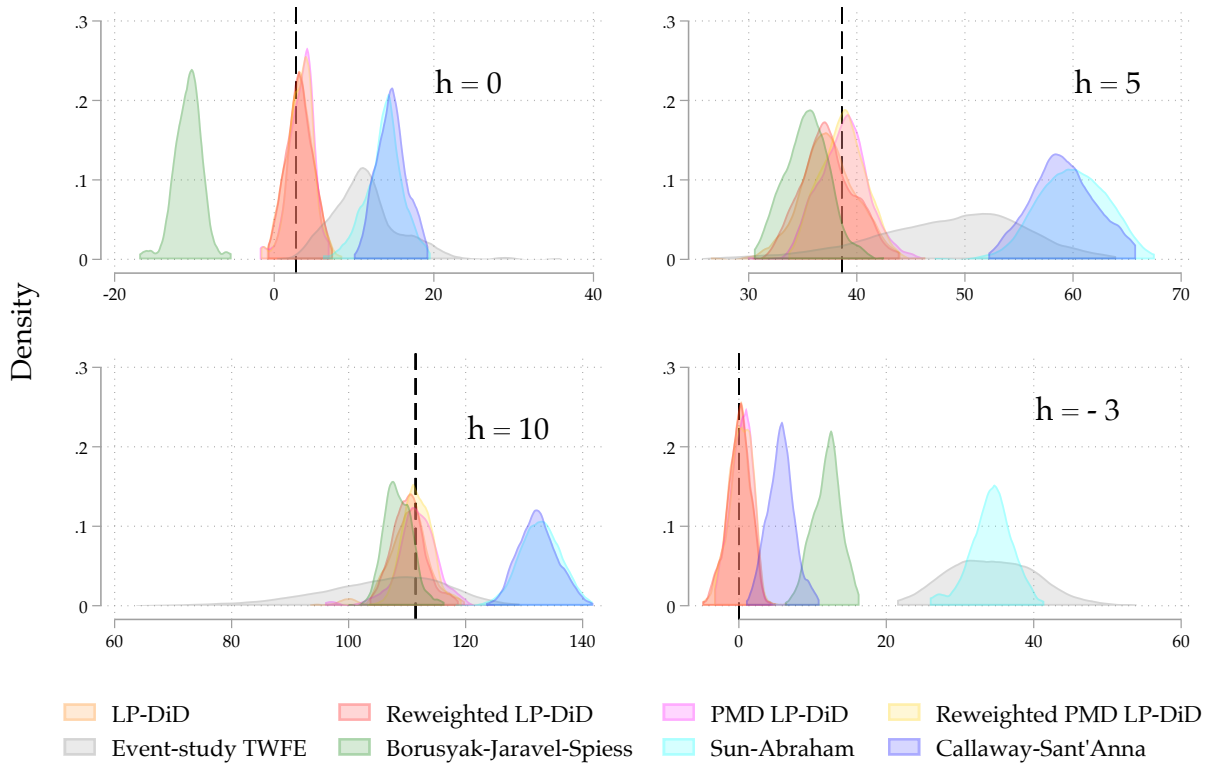 Density
.3
.2
.1
0
-20
0
20
40
h = 0
.3
.2
.1
0
30
40
50
60
70
h = 5
.3
.2
.1
0
60
80
100
120
140
h = 10
.3
.2
.1
0
0
20
40
60
h = - 3
LP-DiD
Reweighted LP-DiD
PMD LP-DiD
Reweighted PMD LP-DiD
Event-study TWFE
Borusyak-Jaravel-Spiess
Sun-Abraham
Callaway-Sant'Anna